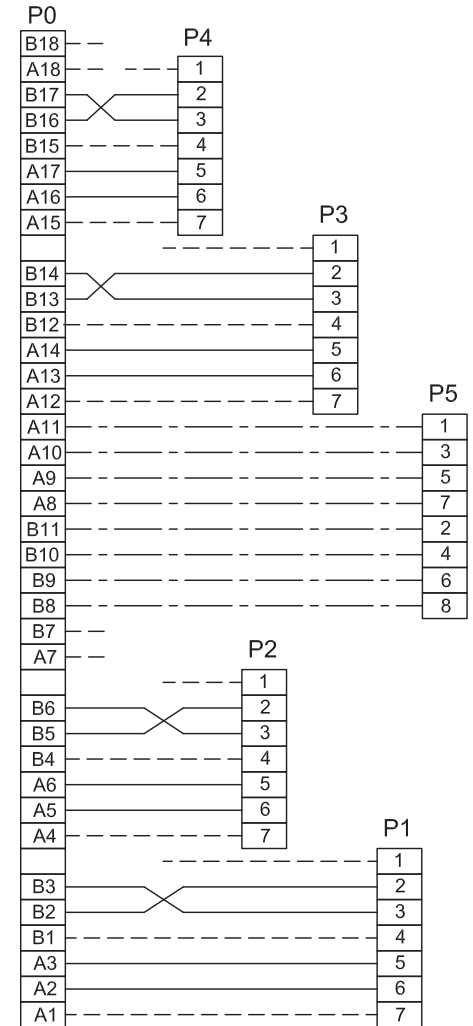 P0
B18
P4
A18 1
B17 2
B16 3
B15 4
A17 5
A16 6
A15 7
P3
1
B14 2
B13 3
B12 4
A14 5
A13 6
A12 7
P5
A11 1
A10 3
A9 5
A8 7
B11 2
B10 4
B9 6
B8 8
B7
A7
P2
1
B6 2
B5 3
B4 4
A6 5
A5 6
A4 7
P1
1
B3 2
B2 3
B1 4
A3 5
A2 6
A1 7